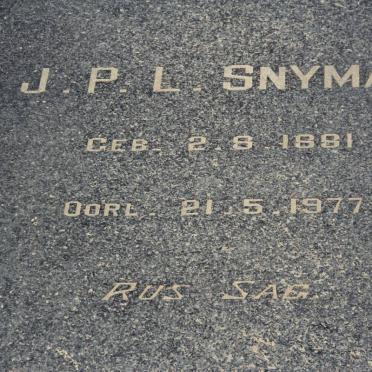 J. P. L. SNYMA
GEB. 2.8.1881
OORL. 21.5.1977
RUS SAG.